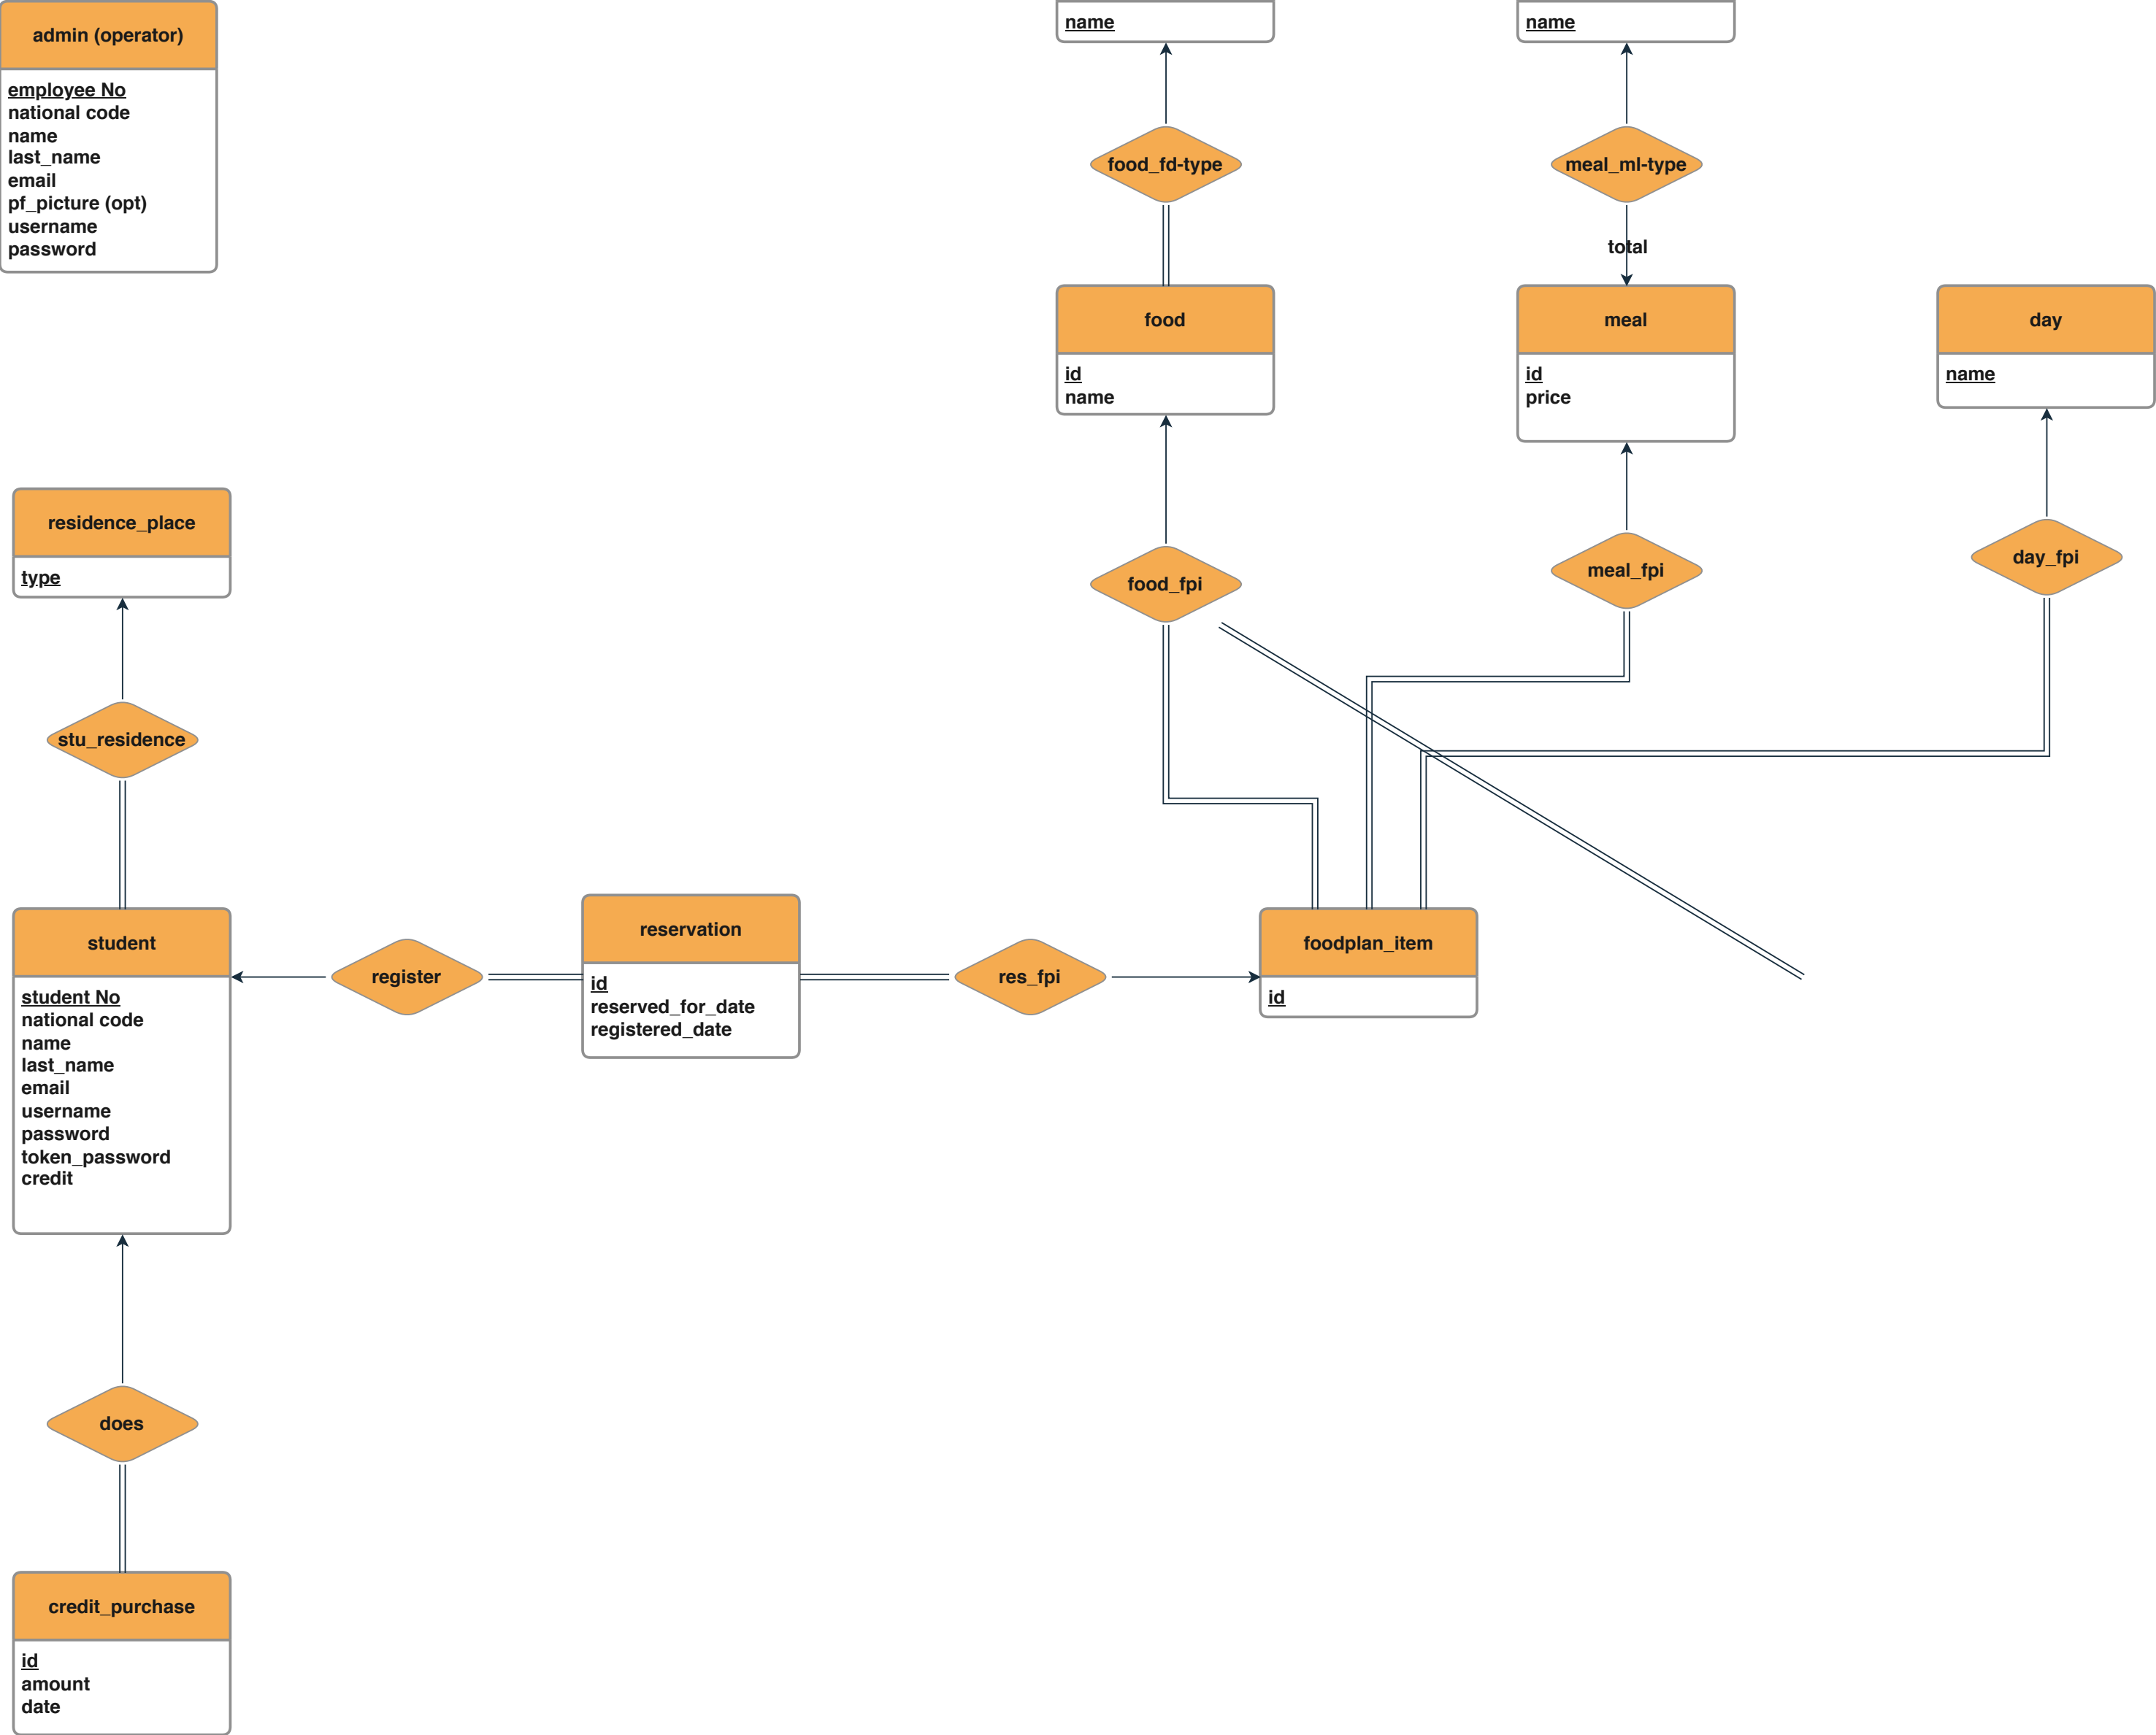 admin (operator)
employee No
national code
name
last_name
email
pf_picture (opt)
username
password
name
name
food_fd-type
meal_ml-type
total
food
id
name
meal
id
price
day
name
residence_place
type
food_fpi
meal_fpi
day_fpi
stu_residence
student
student No
national code
name
last_name
email
username
password
token_password
credit
register
reservation
id
reserved_for_date
registered_date
res_fpi
foodplan_item
id
does
credit_purchase
id
amount
date